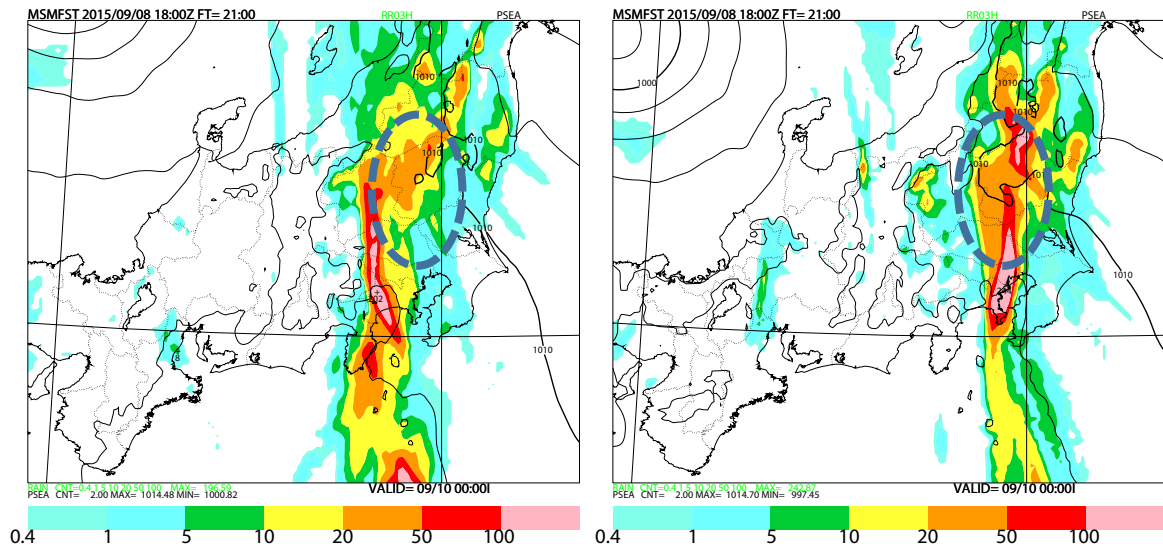 MSMFST 2015/09/08 18:00Z FT= 21:00 RR03H PSEA
1010
1010
1010
1010
1010
8
RAIN CNT=0.4 1 5 10 20 50 100 MAX= 196.59
PSEA CNT= 2.00 MAX= 1014.48 MIN= 1000.82
VALID= 09/10 00:00I
0.4 1 5 10 20 50 100
MSMFST 2015/09/08 18:00Z FT= 21:00 RR03H PSEA
1000
1010
1010
1010
1010
RAIN CNT=0.4 1 5 10 20 50 100 MAX= 242.87
PSEA CNT= 2.00 MAX= 1014.70 MIN= 997.45
VALID= 09/10 00:00I
0.4 1 5 10 20 50 100